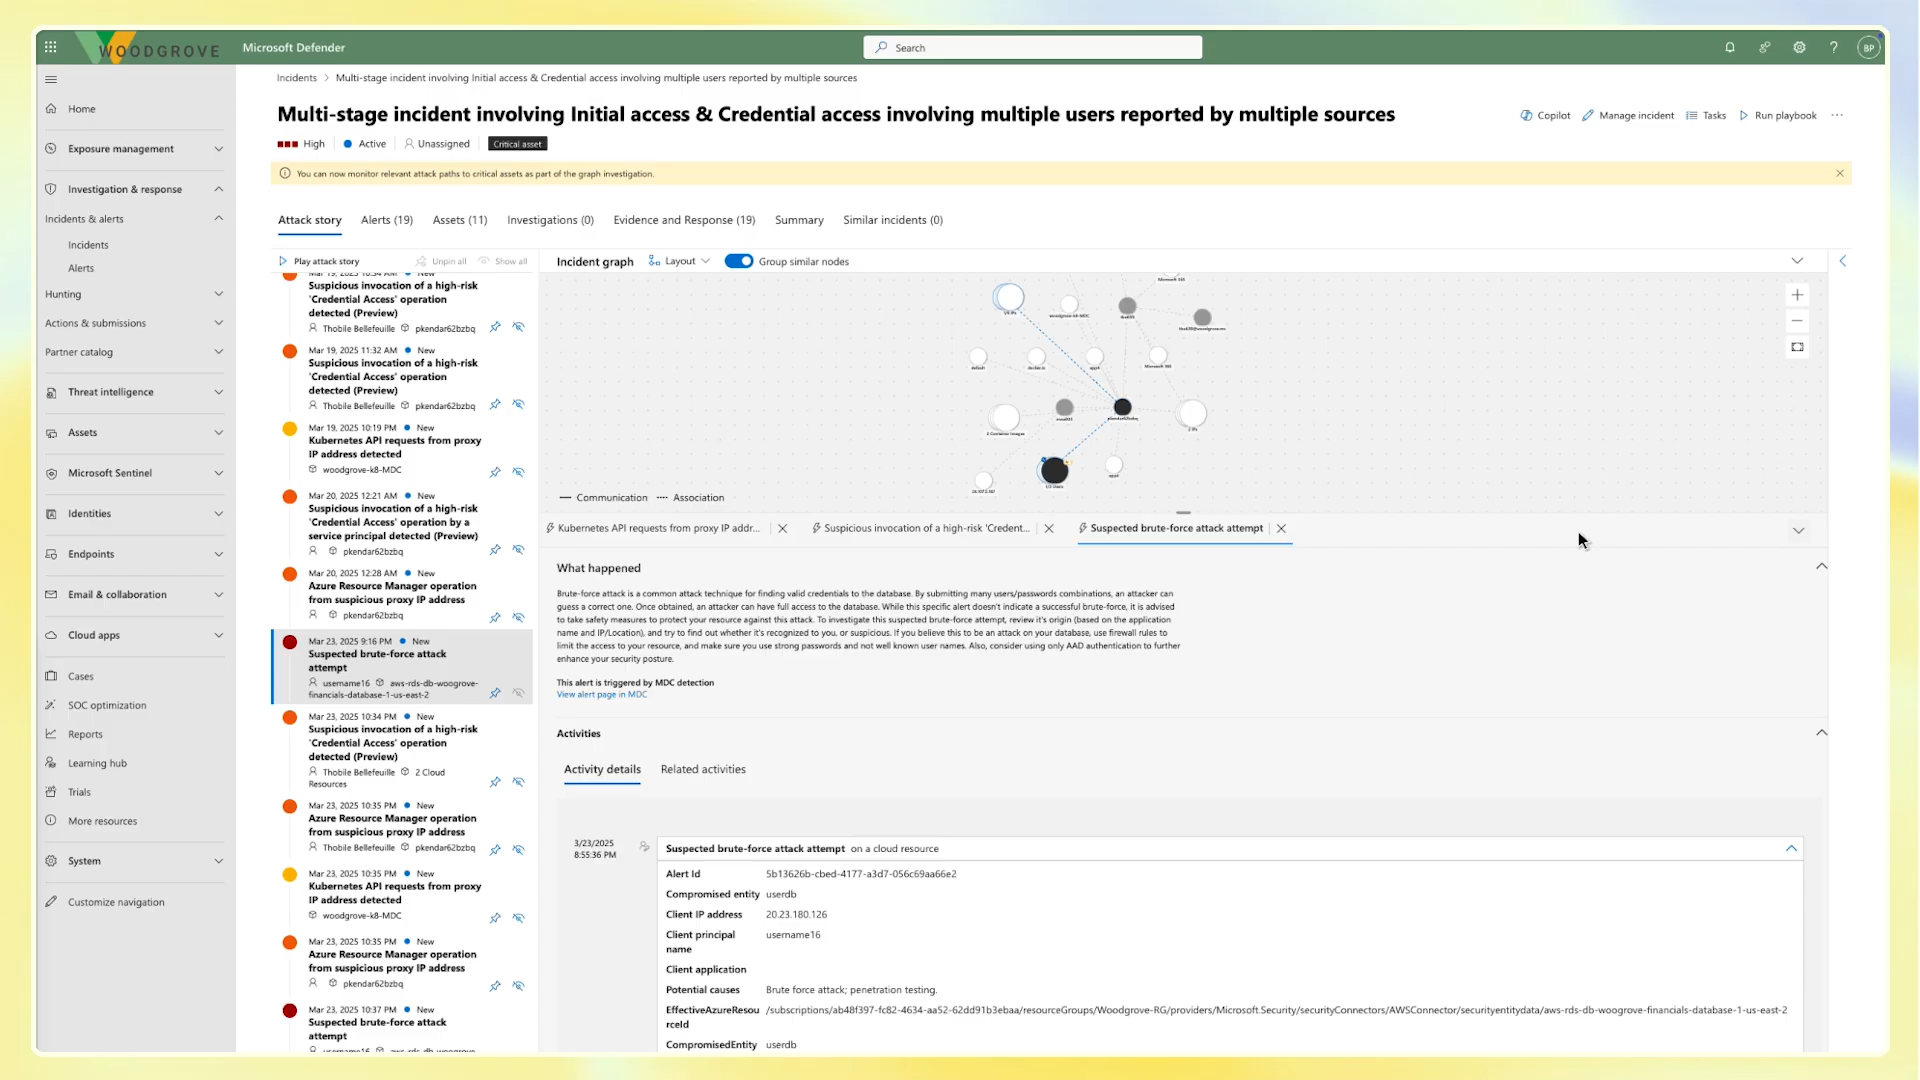 WOODGROVE
Microsoft Defender
Search
BP
Incidents > Multi-stage incident involving Initial access & Credential access involving multiple users reported by multiple sources
Multi-stage incident involving Initial access & Credential access involving multiple users reported by multiple sources
Copilot
Manage incident
Tasks
Run playbook
High
Active
Unassigned
Critical asset
You can now monitor relevant attack paths to critical assets as part of the graph investigation.
Home
Exposure management
Investigation & response
Incidents & alerts
Incidents
Alerts
Hunting
Actions & submissions
Partner catalog
Threat intelligence
Assets
Microsoft Sentinel
Identities
Endpoints
Email & collaboration
Cloud apps
Cases
SOC optimization
Reports
Learning hub
Trials
More resources
System
Customize navigation
Attack story
Alerts (19)
Assets (11)
Investigations (0)
Evidence and Response (19)
Summary
Similar incidents (0)
Play attack story
Unpin all
Show all
Mar 19, 2025 10:54 AM New
Suspicious invocation of a high-risk
'Credential Access' operation
detected (Preview)
Thobile Bellefeuille pkendar62bzbq
Mar 19, 2025 11:32 AM New
Suspicious invocation of a high-risk
'Credential Access' operation
detected (Preview)
Thobile Bellefeuille pkendar62bzbq
Mar 19, 2025 10:19 PM New
Kubernetes API requests from proxy
IP address detected
woodgrove-k8-MDC
Mar 20, 2025 12:21 AM New
Suspicious invocation of a high-risk
'Credential Access' operation by a
service principal detected (Preview)
pkendar62bzbq
Mar 20, 2025 12:28 AM New
Azure Resource Manager operation
from suspicious proxy IP address
pkendar62bzbq
Mar 23, 2025 9:16 PM New
Suspected brute-force attack
attempt
username16 aws-rds-db-woogrove-
financials-database-1-us-east-2
Mar 23, 2025 10:34 PM New
Suspicious invocation of a high-risk
'Credential Access' operation
detected (Preview)
Thobile Bellefeuille 2 Cloud
Resources
Mar 23, 2025 10:35 PM New
Azure Resource Manager operation
from suspicious proxy IP address
Thobile Bellefeuille pkendar62bzbq
Mar 23, 2025 10:35 PM New
Kubernetes API requests from proxy
IP address detected
woodgrove-k8-MDC
Mar 23, 2025 10:35 PM New
Azure Resource Manager operation
from suspicious proxy IP address
pkendar62bzbq
Mar 23, 2025 10:37 PM New
Suspected brute-force attack
attempt
username16 aws-rds-db-woogrove-
Incident graph
Layout
Group similar nodes
Microsoft 365
woodgrove-k8-MDC
default
Microsoft 365
pkendar62bzbq
2 Container Images
2 IPs
Communication
Association
Kubernetes API requests from proxy IP addr...
Suspicious invocation of a high-risk 'Credent...
Suspected brute-force attack attempt
What happened
Brute-force attack is a common attack technique for finding valid credentials to the database. By submitting many users/passwords combinations, an attacker can
guess a correct one. Once obtained, an attacker can have full access to the database. While this specific alert doesn't indicate a successful brute-force, it is advised
to take safety measures to protect your resource against this attack. To investigate this suspected brute-force attempt, review it's origin (based on the application
name and IP/Location), and try to find out whether it's recognized to you, or suspicious. If you believe this to be an attack on your database, use firewall rules to
limit the access to your resource, and make sure you use strong passwords and not well known user names. Also, consider using only AAD authentication to further
enhance your security posture.
This alert is triggered by MDC detection
View alert page in MDC
Activities
Activity details
Related activities
3/23/2025
8:55:36 PM
Suspected brute-force attack attempt on a cloud resource
Alert Id 5b13626b-cbed-4177-a3d7-056c69aa66e2
Compromised entity userdb
Client IP address 20.23.180.126
Client principal username16
name
Client application
Potential causes Brute force attack; penetration testing.
EffectiveAzureResou /subscriptions/ab48f397-fc82-4634-aa52-62dd91b3ebaa/resourceGroups/Woodgrove-RG/providers/Microsoft.Security/securityConnectors/AWSConnector/securityentitydata/aws-rds-db-woogrove-financials-database-1-us-east-2
rceId
CompromisedEntity userdb